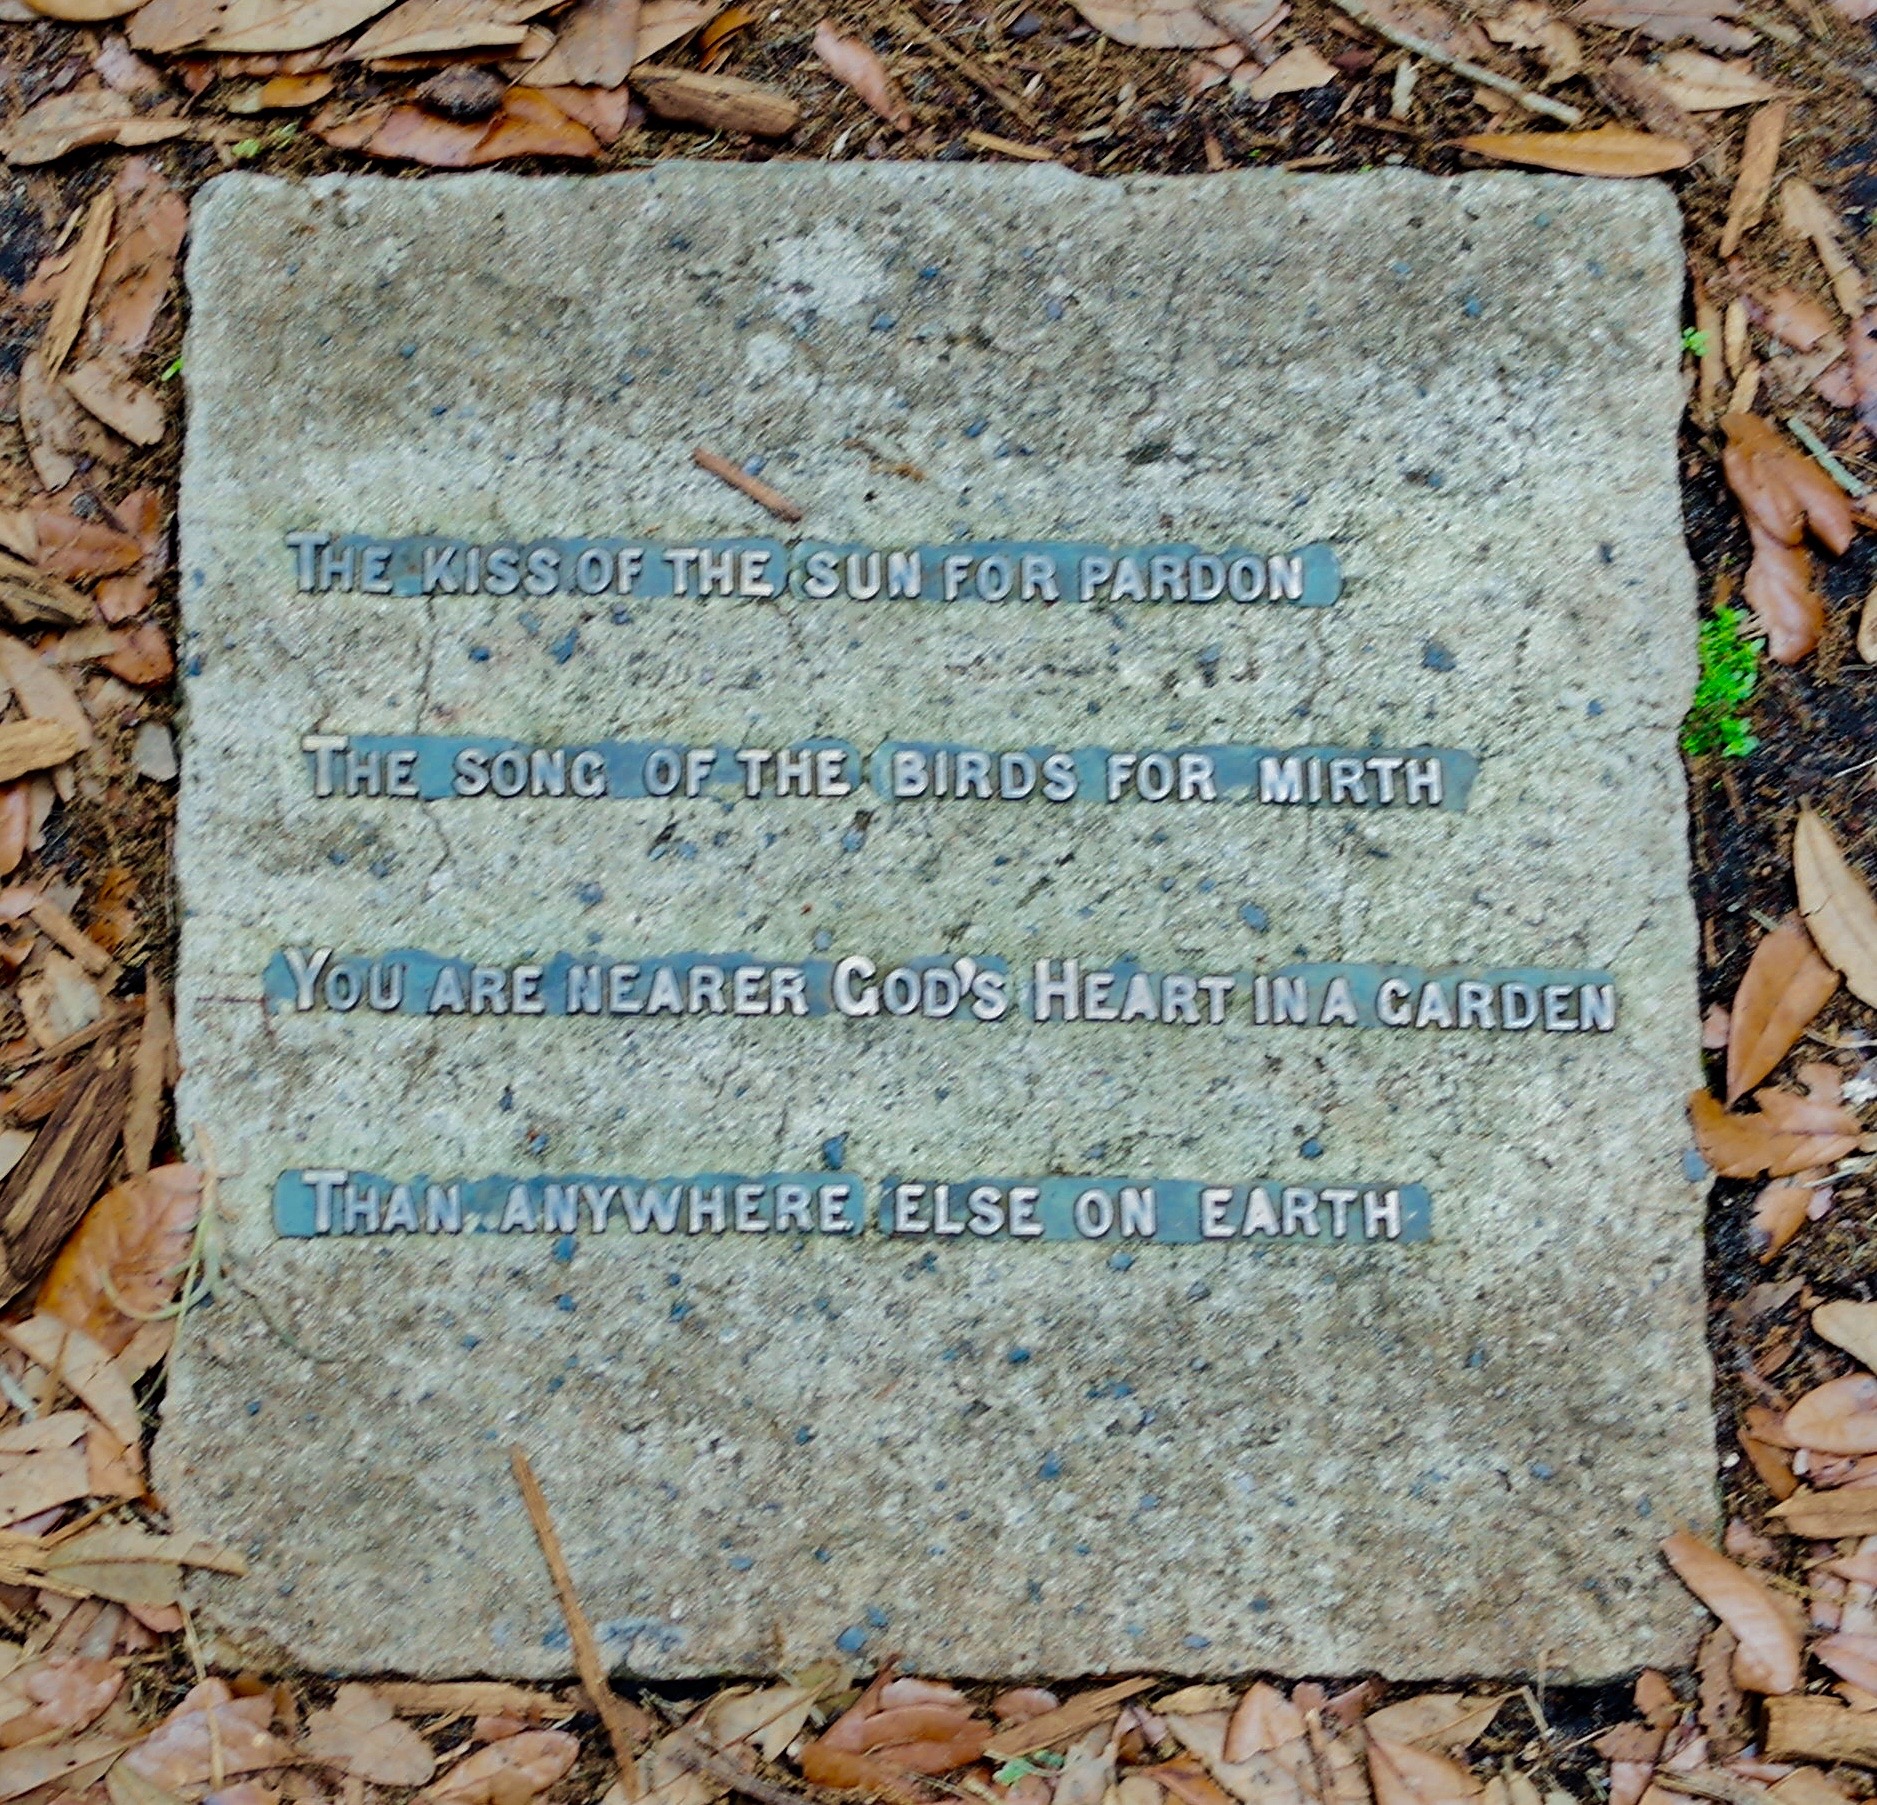 THE KISS OF THE SUN FOR PARDON
THE SONG OF THE BIRDS FOR MIRTH
YOU ARE NEARER GOD'S HEART IN A GARDEN
THAN ANYWHERE ELSE ON EARTH